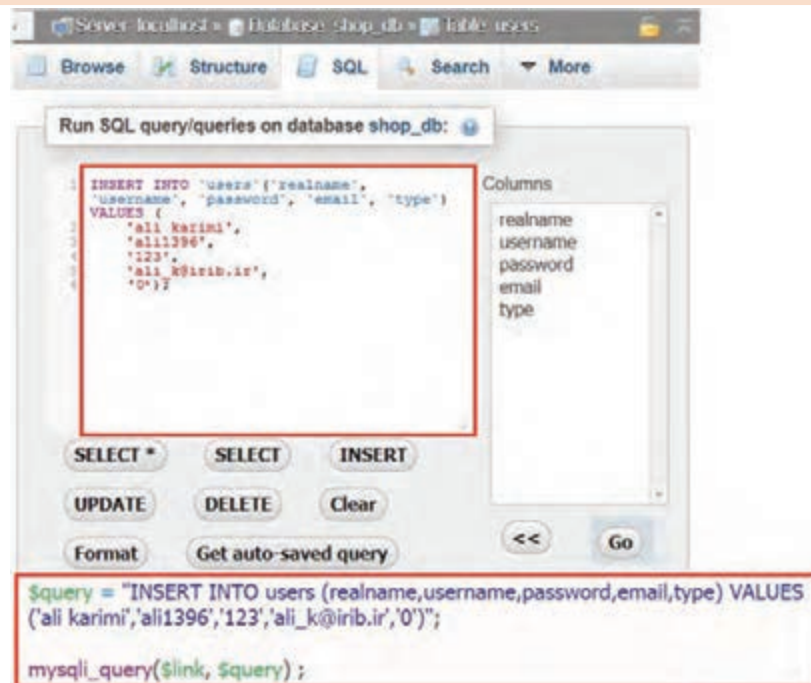 Server: localhost » Database: shop_db » Table: users
Browse Structure SQL Search More
Run SQL query/queries on database shop_db:
1 INSERT INTO `users`(`realname`,
`username`, `password`, `email`, `type`)
VALUES (
2 'ali karimi',
3 'ali1396',
4 '123',
5 'ali_k@irib.ir',
6 '0');
Columns
realname
username
password
email
type
SELECT * SELECT INSERT
UPDATE DELETE Clear
Format Get auto-saved query
<< Go
$query = "INSERT INTO users (realname,username,password,email,type) VALUES
('ali karimi','ali1396','123','ali_k@irib.ir','0')";
mysqli_query($link, $query) ;